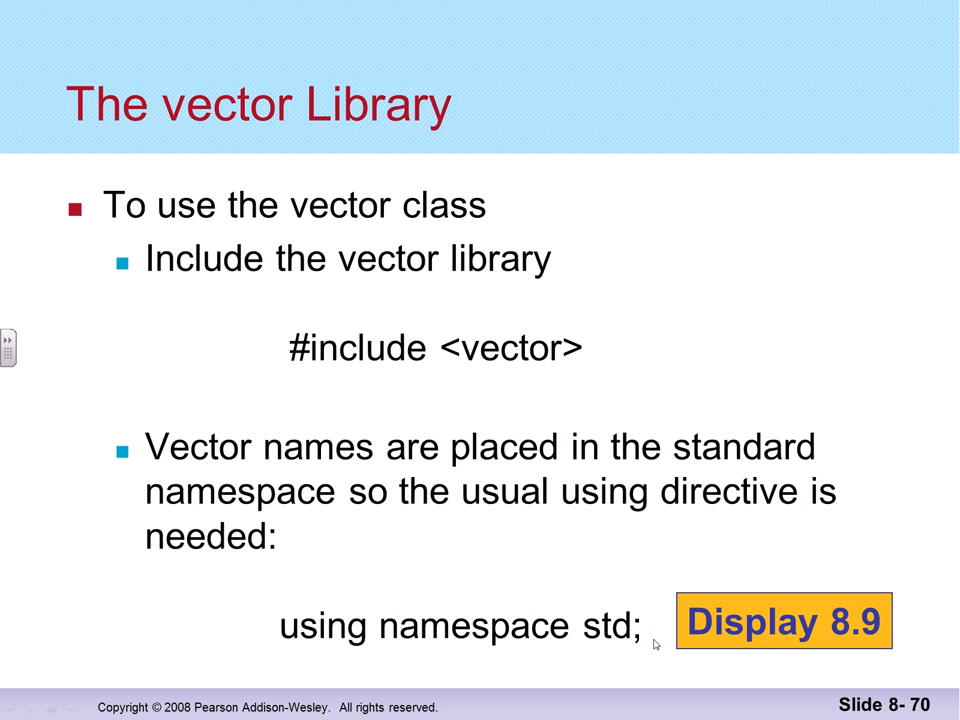 The vector Library
To use the vector class
Include the vector library
#include <vector>
Vector names are placed in the standard
namespace so the usual using directive is
needed:
using namespace std;
Display 8.9
Copyright © 2008 Pearson Addison-Wesley. All rights reserved.
Slide 8- 70